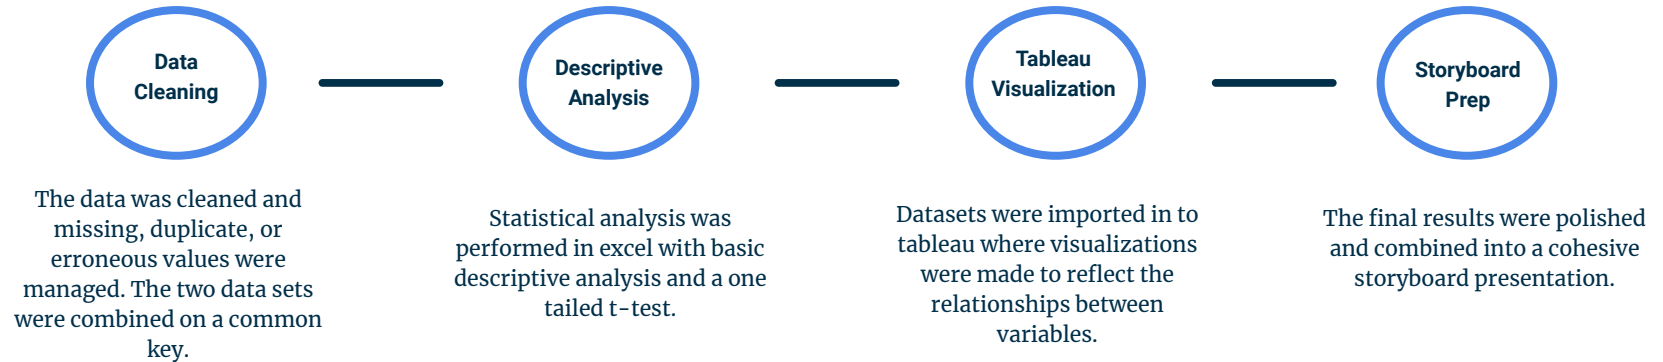 Data
Cleaning
The data was cleaned and
missing, duplicate, or
erroneous values were
managed. The two data sets
were combined on a common
key.
Descriptive
Analysis
Statistical analysis was
performed in excel with basic
descriptive analysis and a one
tailed t-test.
Tableau
Visualization
Datasets were imported in to
tableau where visualizations
were made to reflect the
relationships between
variables.
Storyboard
Prep
The final results were polished
and combined into a cohesive
storyboard presentation.